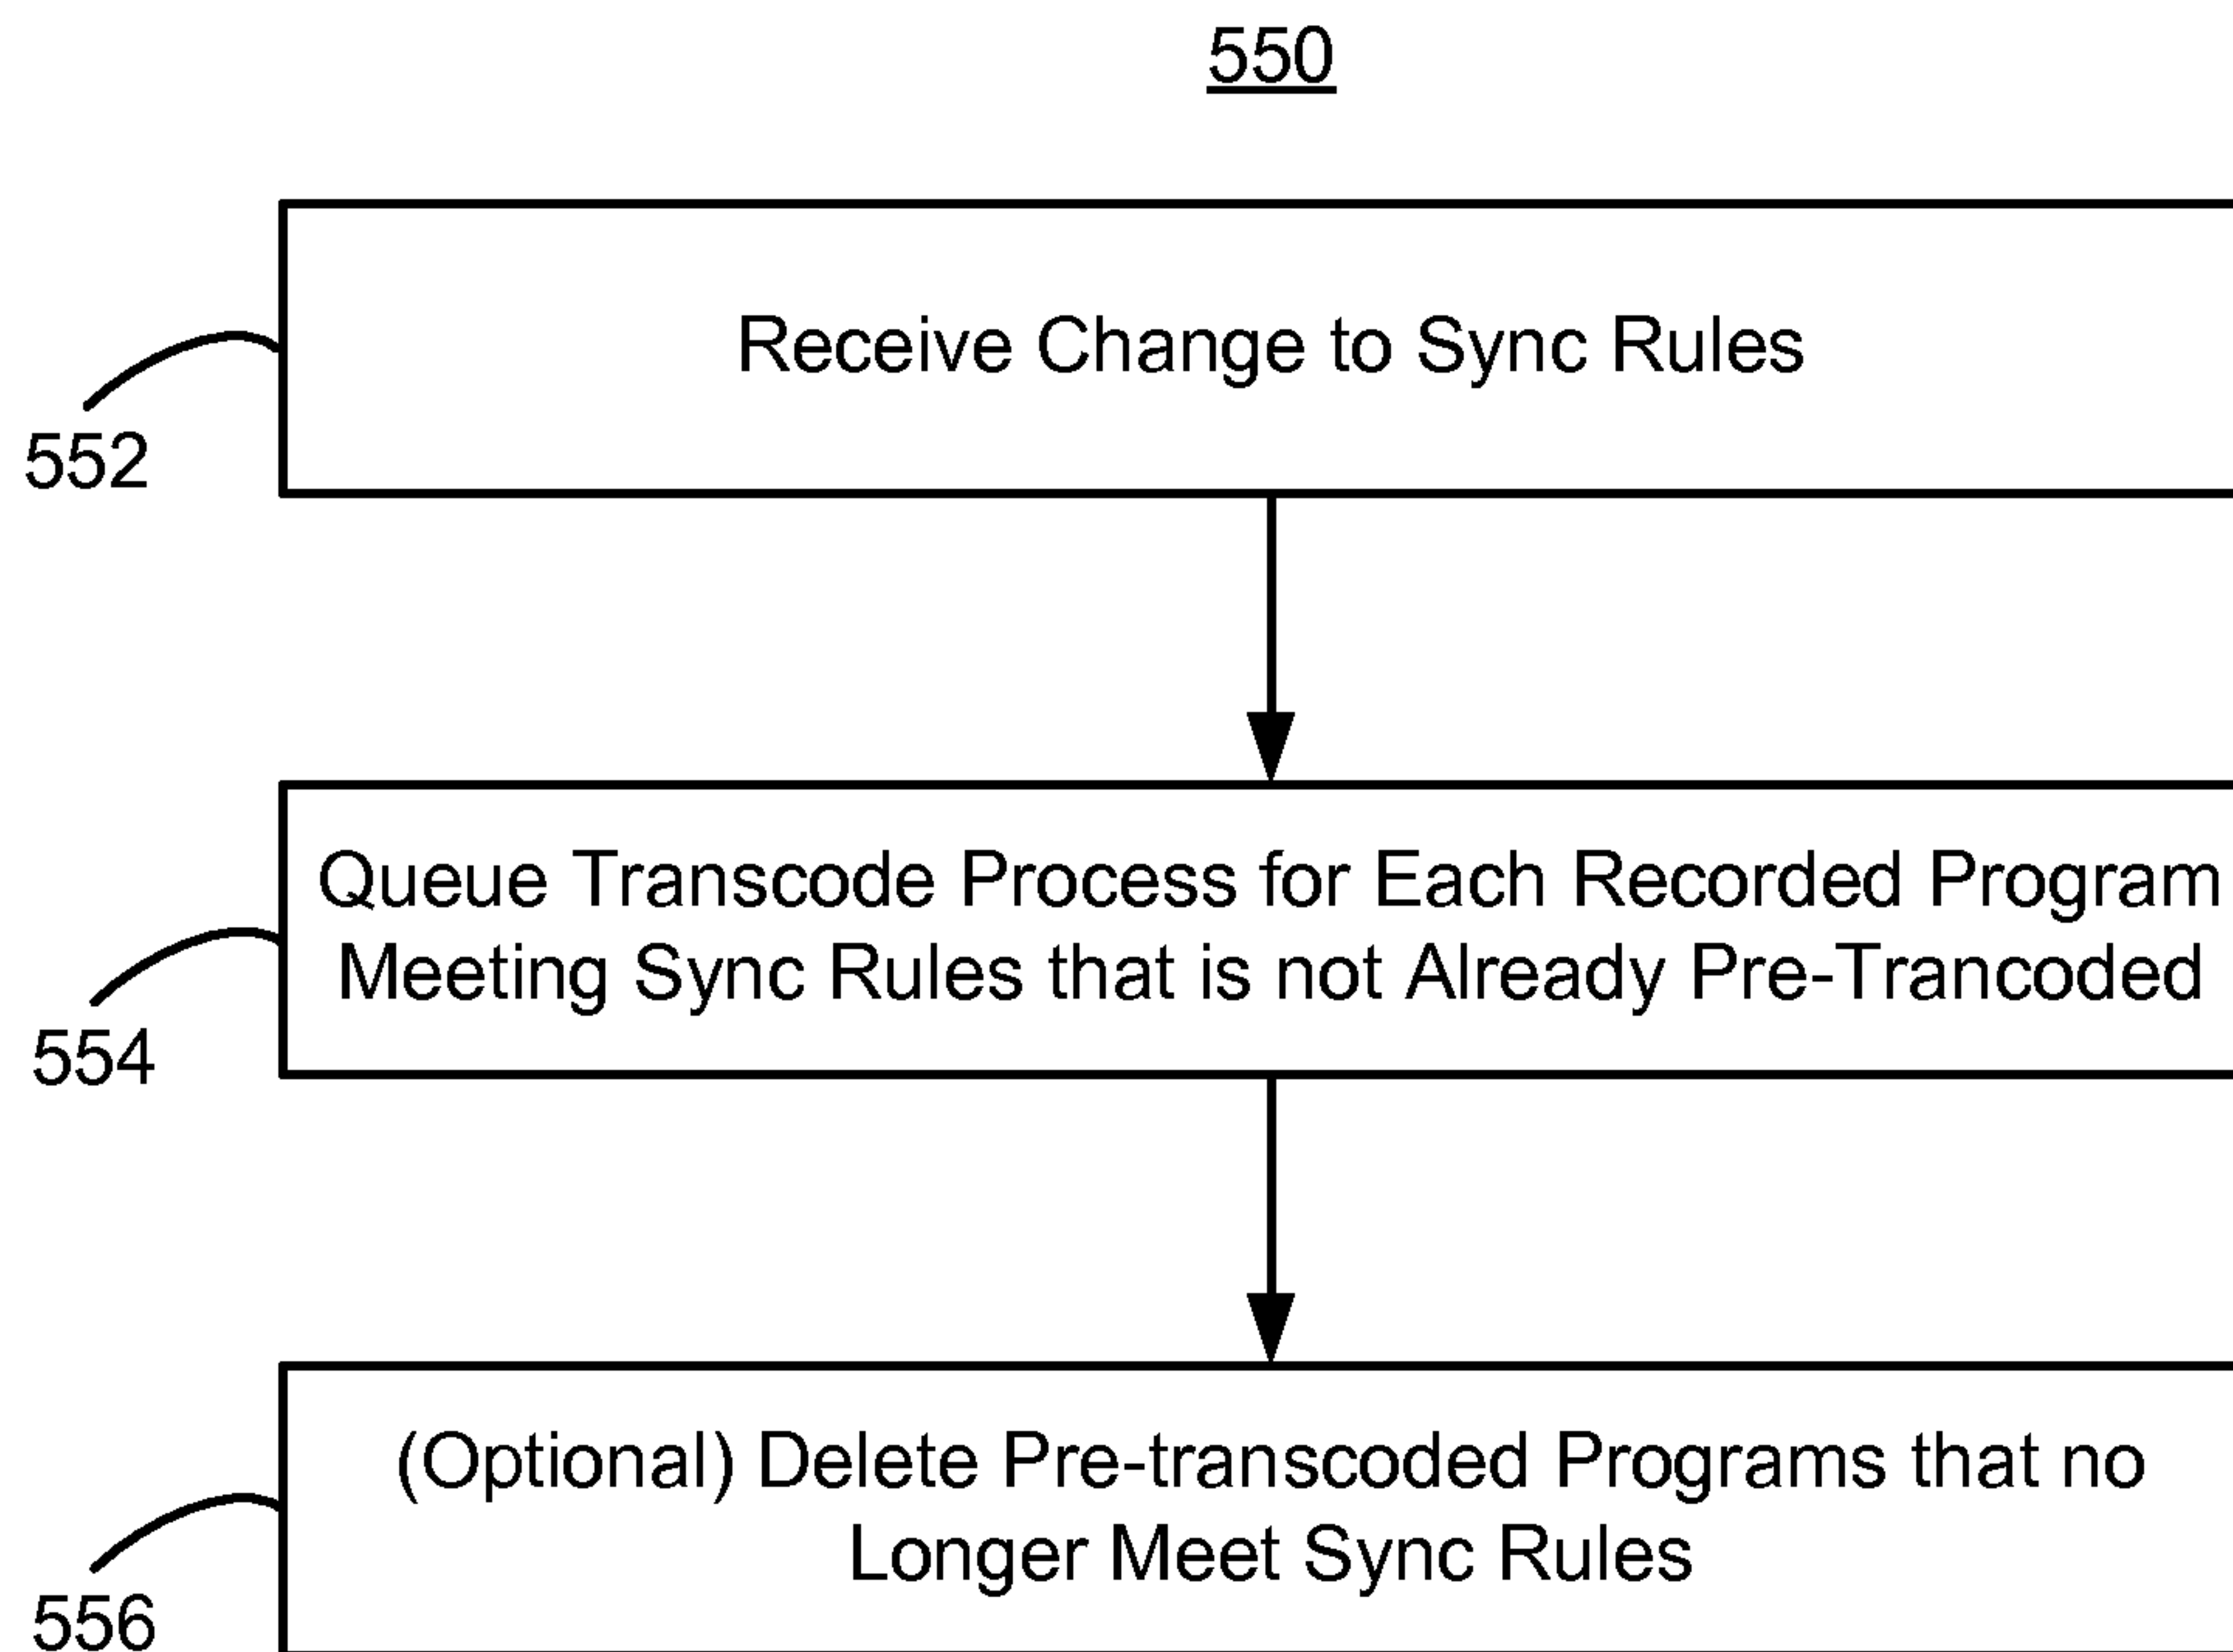 550
Receive Change to Sync Rules
552
Queue Transcode Process for Each Recorded Program
Meeting Sync Rules that is not Already Pre-Trancoded
554
(Optional) Delete Pre-transcoded Programs that no
Longer Meet Sync Rules
556